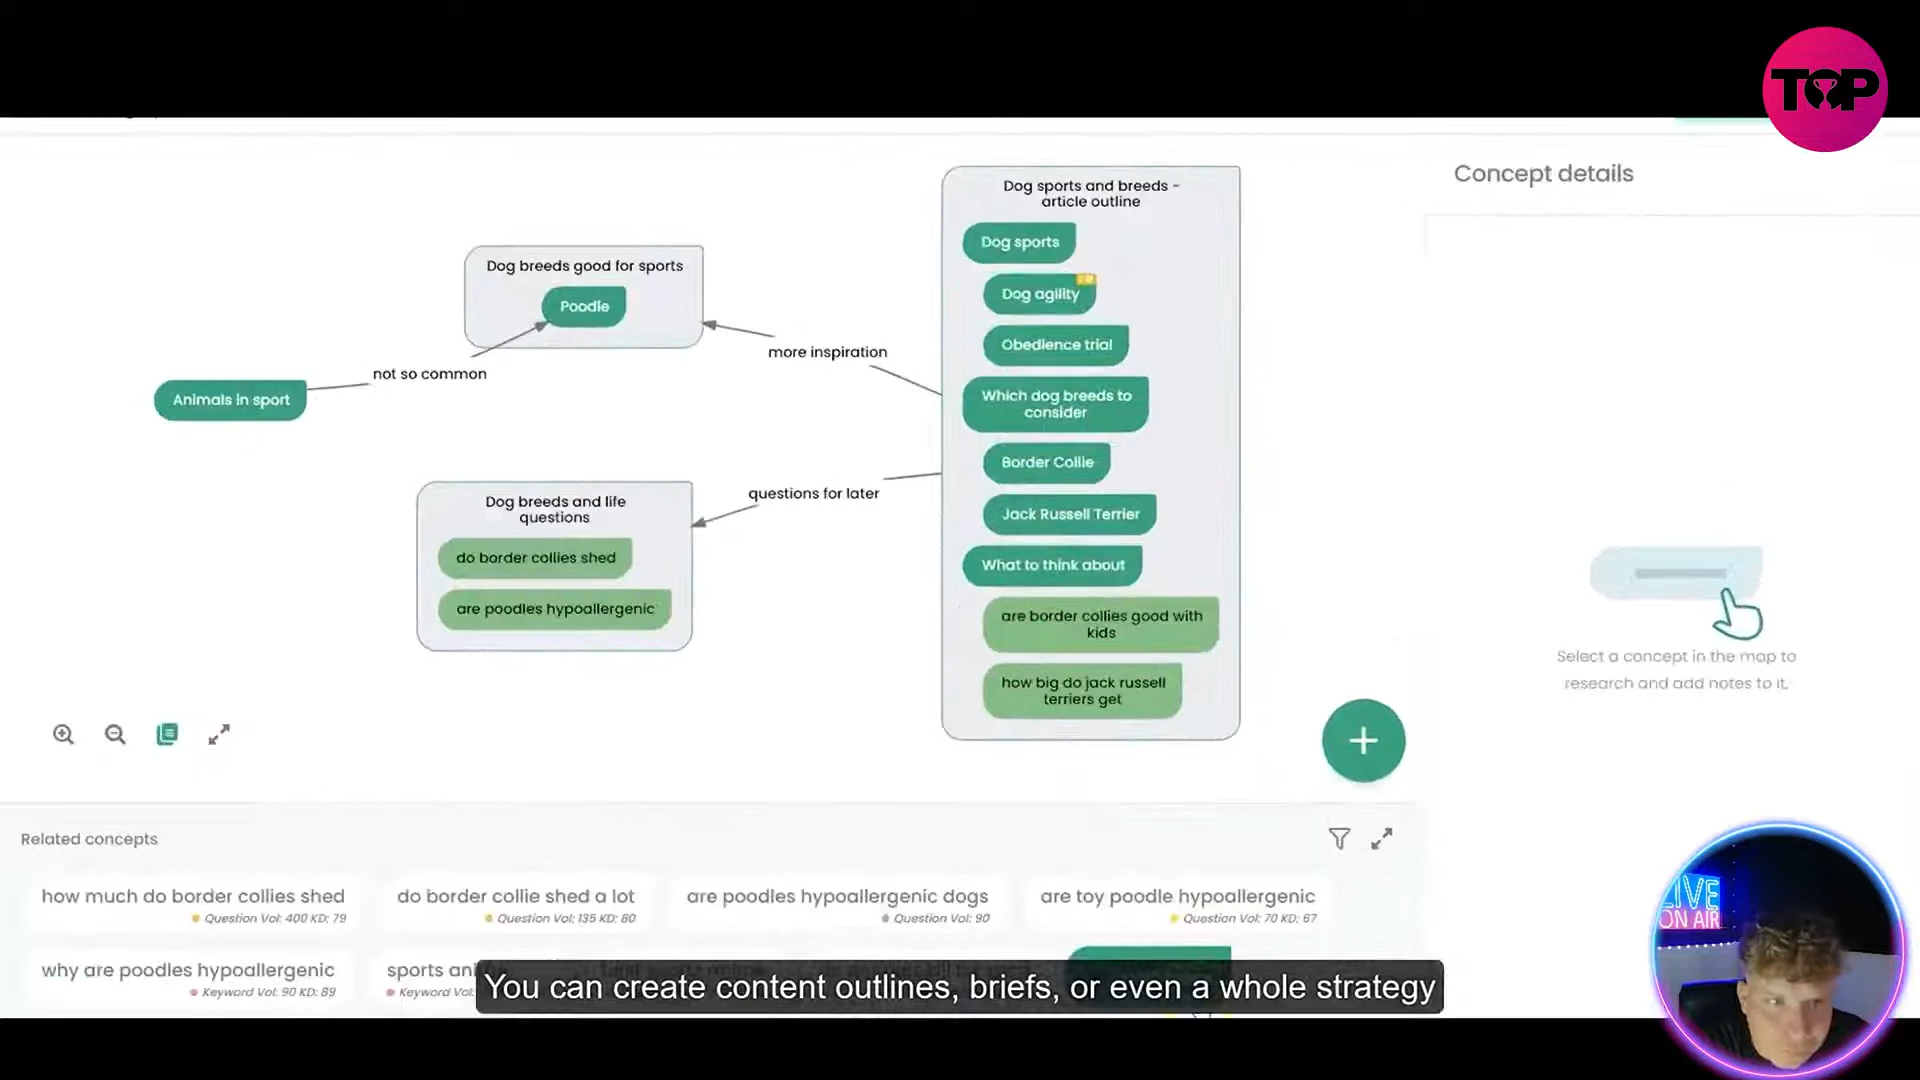 TOP
Concept details
Dog sports and breeds -
article outline
Dog sports
Dog breeds good for sports
Dog agility
Poodle
Obedience trial
more inspiration
not so common
Animals in sport
Which dog breeds to
consider
Border Collie
Dog breeds and life
questions
questions for later
Jack Russell Terrier
do border collies shed
What to think about
are poodles hypoallergenic
are border collies good with
kids
Select a concept in the map to
research and add notes to it.
how big do jack russell
terriers get
+
Related concepts
how much do border collies shed
Question Vol: 400 KD: 79
do border collie shed a lot
Question Vol: 135 KD: 80
are poodles hypoallergenic dogs
Question Vol: 90
are toy poodle hypoallergenic
Question Vol: 70 KD: 67
why are poodles hypoallergenic
Keyword Vol: 90 KD: 89
sports
Keyword Vol:
You can create content outlines, briefs, or even a whole strategy
LIVE
ON AIR